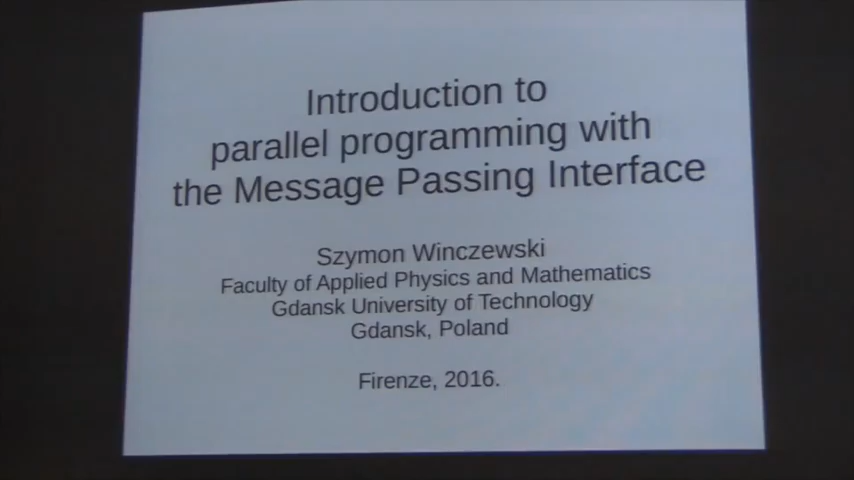 Introduction to
parallel programming with
the Message Passing Interface
Szymon Winczewski
Faculty of Applied Physics and Mathematics
Gdansk University of Technology
Gdansk, Poland
Firenze, 2016.